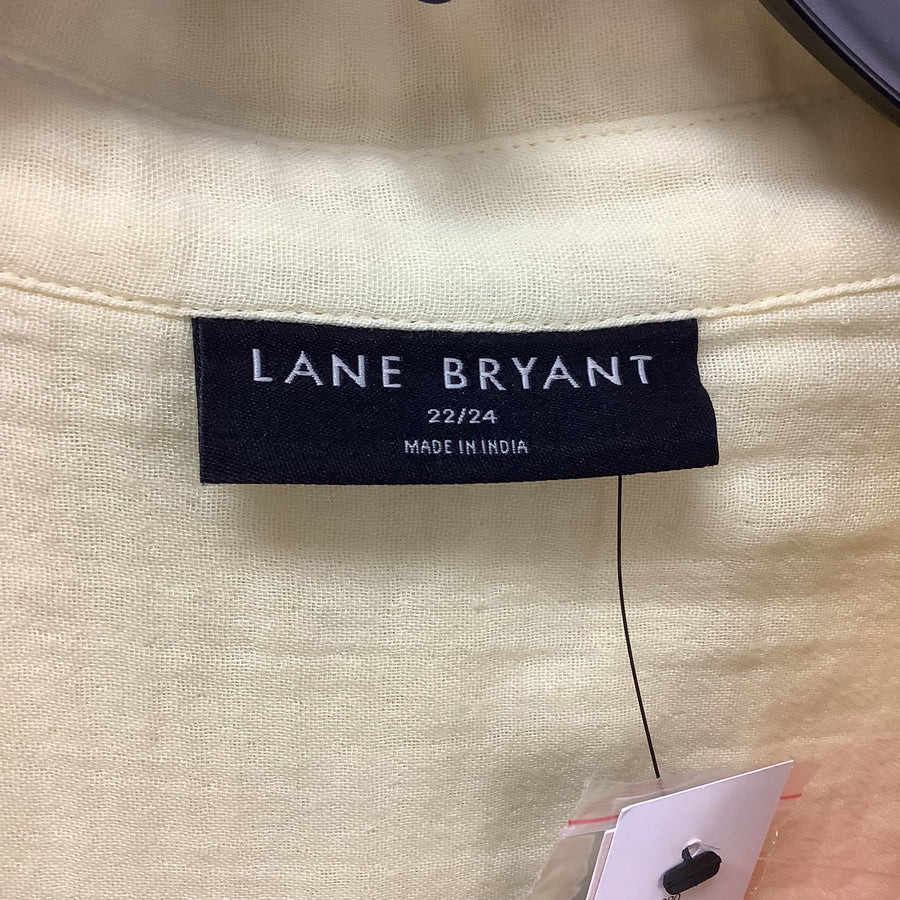 LANE BRYANT
22/24
MADE IN INDIA